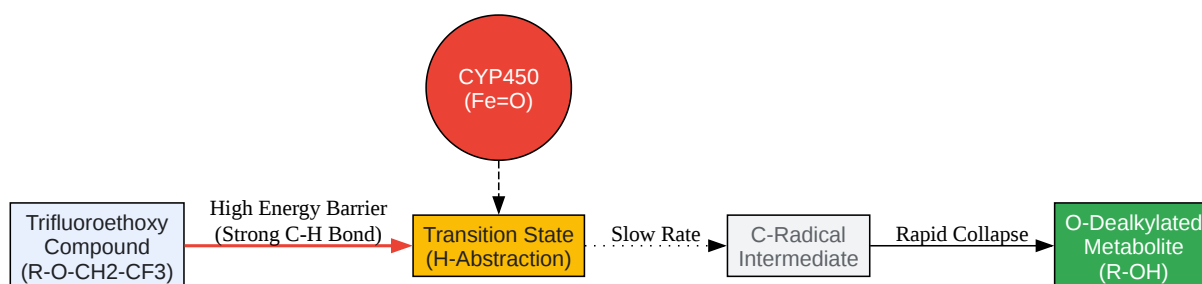 CYP450
(Fe=O)
Trifluoroethoxy
Compound
(R-O-CH2-CF3)
High Energy Barrier
(Strong C-H Bond)
Transition State
(H-Abstraction)
Slow Rate
C-Radical
Intermediate
Rapid Collapse
O-Dealkylated
Metabolite
(R-OH)